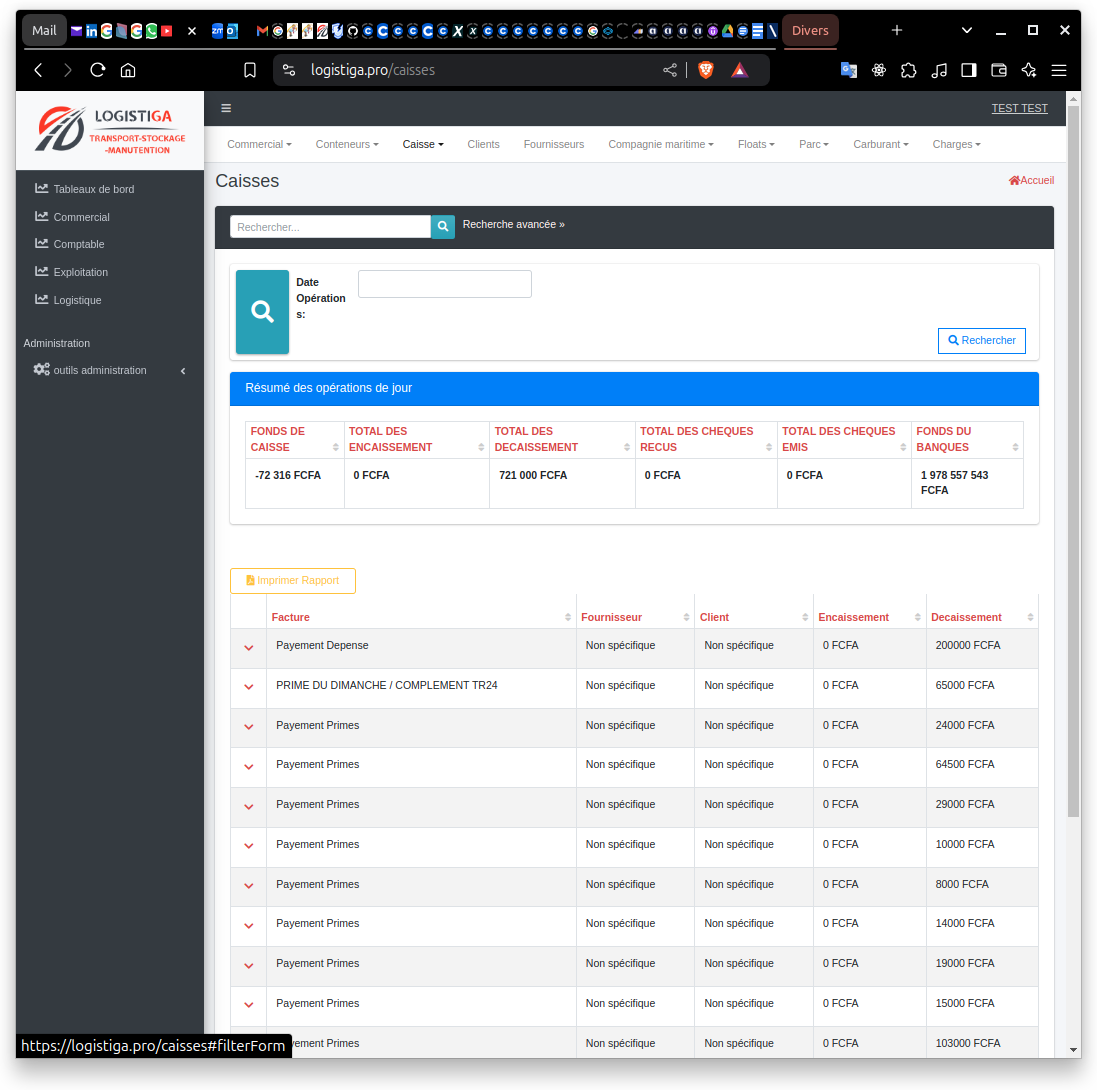 Mail
Divers
logistiga.pro/caisses
LOGISTIGA
TRANSPORT-STOCKAGE
-MANUTENTION
TEST TEST
Commercial
Conteneurs
Caisse
Clients
Fournisseurs
Compagnie maritime
Floats
Parc
Carburant
Charges
Caisses
Accueil
Tableaux de bord
Commercial
Comptable
Exploitation
Logistique
Administration
outils administration
Rechercher...
Recherche avancée »
Date
Opération
s:
Rechercher
Résumé des opérations de jour
FONDS DE CAISSE
TOTAL DES ENCAISSEMENT
TOTAL DES DECAISSEMENT
TOTAL DES CHEQUES RECUS
TOTAL DES CHEQUES EMIS
FONDS DU BANQUES
-72 316 FCFA
0 FCFA
721 000 FCFA
0 FCFA
0 FCFA
1 978 557 543 FCFA
Imprimer Rapport
Facture Fournisseur Client Encaissement Decaissement
Payement Depense Non spécifique Non spécifique 0 FCFA 200000 FCFA
PRIME DU DIMANCHE / COMPLEMENT TR24 Non spécifique Non spécifique 0 FCFA 65000 FCFA
Payement Primes Non spécifique Non spécifique 0 FCFA 24000 FCFA
Payement Primes Non spécifique Non spécifique 0 FCFA 64500 FCFA
Payement Primes Non spécifique Non spécifique 0 FCFA 29000 FCFA
Payement Primes Non spécifique Non spécifique 0 FCFA 10000 FCFA
Payement Primes Non spécifique Non spécifique 0 FCFA 8000 FCFA
Payement Primes Non spécifique Non spécifique 0 FCFA 14000 FCFA
Payement Primes Non spécifique Non spécifique 0 FCFA 19000 FCFA
Payement Primes Non spécifique Non spécifique 0 FCFA 15000 FCFA
yement Primes Non spécifique Non spécifique 0 FCFA 103000 FCFA
https://logistiga.pro/caisses#filterForm